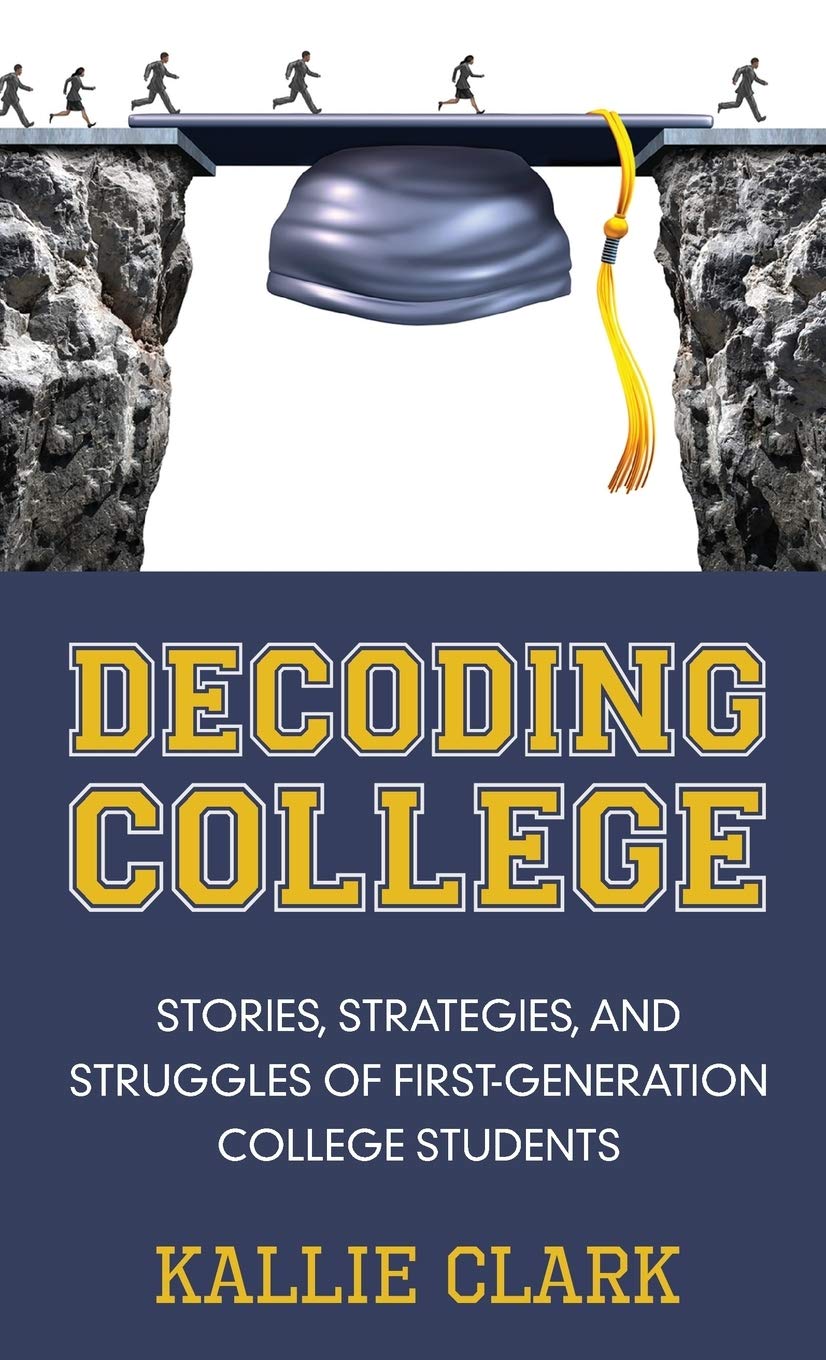 DECODING
COLLEGE
STORIES, STRATEGIES, AND
STRUGGLES OF FIRST-GENERATION
COLLEGE STUDENTS
KALLIE CLARK